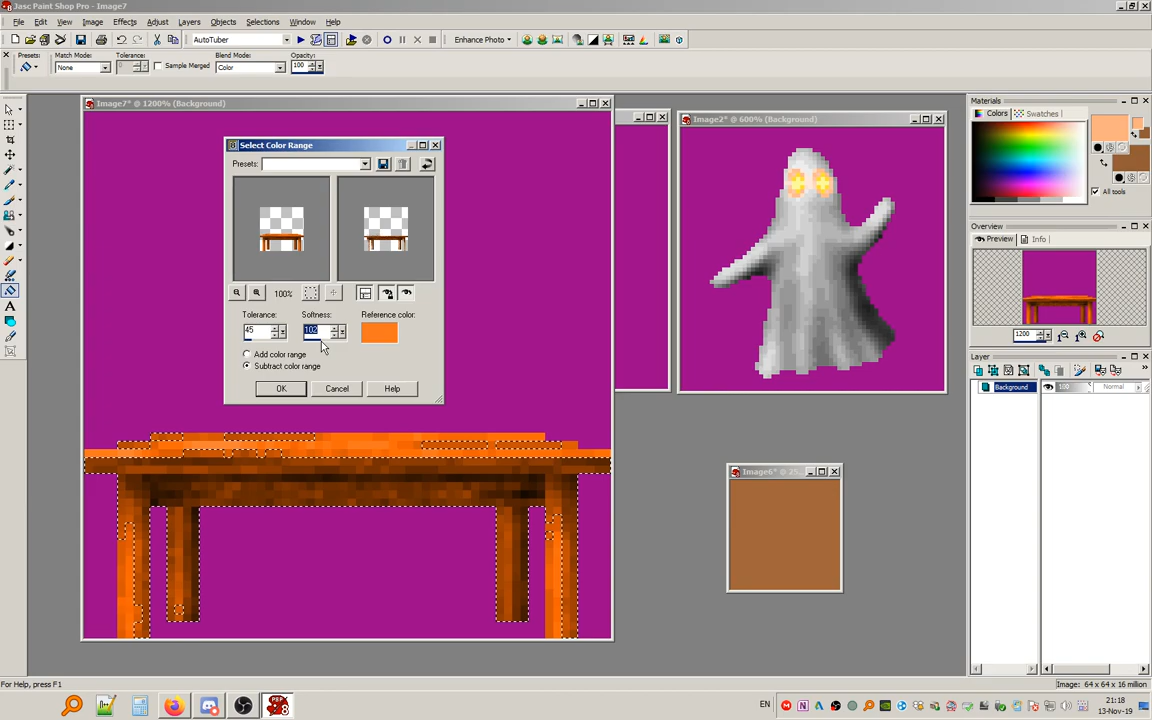 Jasc Paint Shop Pro - Image7
File Edit View Image Effects Adjust Layers Objects Selections Window Help
AutoTuber
Enhance Photo
Presets: Match Mode: Tolerance: Sample Merged Blend Mode: Opacity:
None 0 Color 100
Image7* @ 1200% (Background)
Image2* @ 600% (Background)
Select Color Range
Presets:
100%
Tolerance: Softness: Reference color:
45 102
Add color range
Subtract color range
OK Cancel Help
Image6* @ 25...
Materials
Colors Swatches
All tools
Overview
Preview Info
1200
Layer
Background 100 Normal
For Help, press F1
Image: 64 x 64 x 16 million
EN
21:18
13-Nov-19